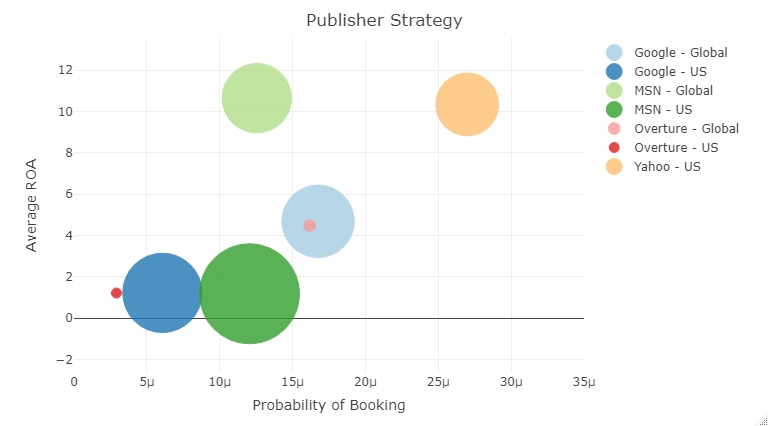 Publisher Strategy
Average ROA
12
10
8
6
4
2
0
−2
0 5μ 10μ 15μ 20μ 25μ 30μ 35μ
Probability of Booking
Google - Global
Google - US
MSN - Global
MSN - US
Overture - Global
Overture - US
Yahoo - US